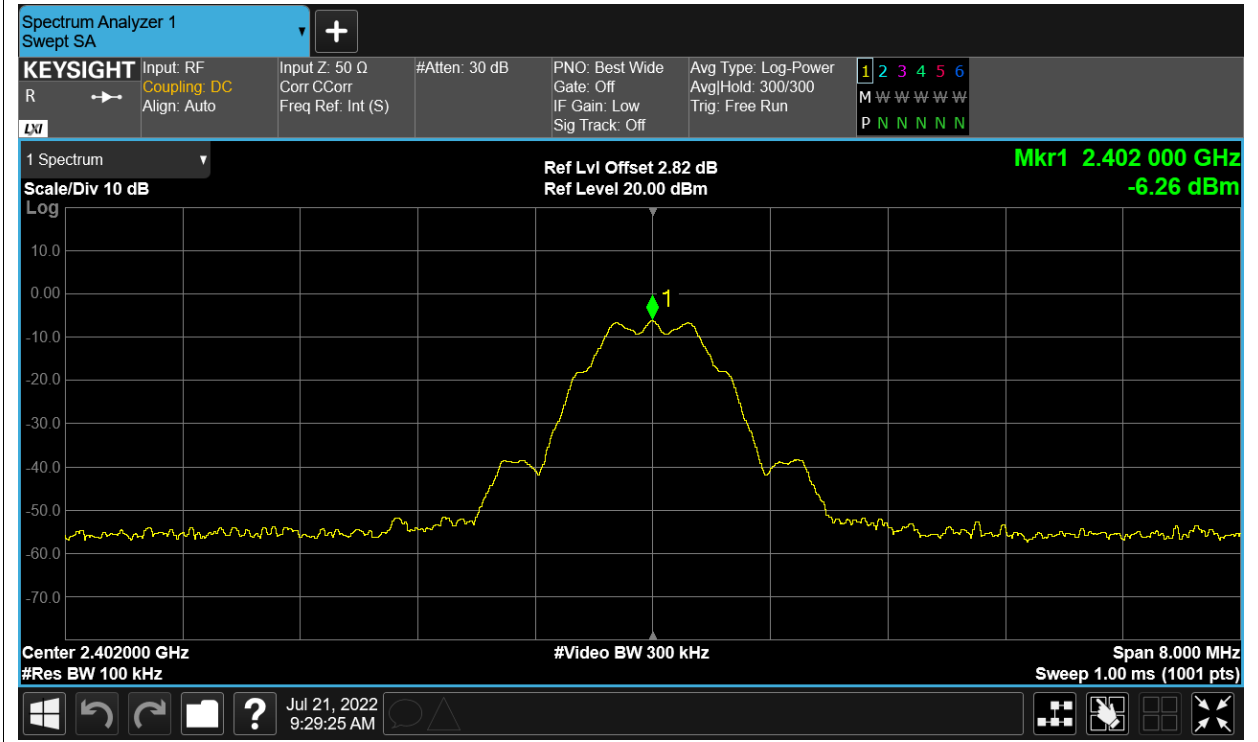 Spectrum Analyzer 1
Swept SA
KEYSIGHT
R
LXI
Input: RF
Coupling: DC
Align: Auto
Input Z: 50 Ω
Corr CCorr
Freq Ref: Int (S)
#Atten: 30 dB
PNO: Best Wide
Gate: Off
IF Gain: Low
Sig Track: Off
Avg Type: Log-Power
Avg|Hold: 300/300
Trig: Free Run
1 2 3 4 5 6
M W W W W W
P N N N N N
1 Spectrum
Scale/Div 10 dB
Log
Ref Lvl Offset 2.82 dB
Ref Level 20.00 dBm
Mkr1 2.402 000 GHz
-6.26 dBm
10.0
0.00
1
-10.0
-20.0
-30.0
-40.0
-50.0
-60.0
-70.0
Center 2.402000 GHz
#Video BW 300 kHz
Span 8.000 MHz
#Res BW 100 kHz
Sweep 1.00 ms (1001 pts)
?
Jul 21, 2022
9:29:25 AM